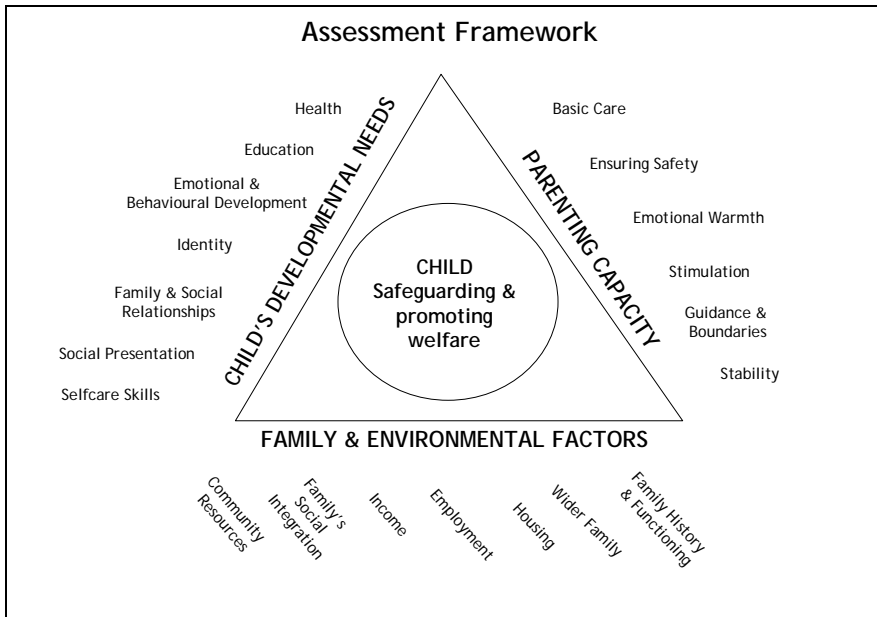 Assessment Framework
Health
Education
Emotional &
Behavioural Development
Identity
Family & Social
Relationships
Social Presentation
Selfcare Skills
CHILD'S DEVELOPMENTAL NEEDS
CHILD
Safeguarding &
promoting
welfare
PARENTING CAPACITY
Basic Care
Ensuring Safety
Emotional Warmth
Stimulation
Guidance &
Boundaries
Stability
FAMILY & ENVIRONMENTAL FACTORS
Community
Resources
Family's
Social
Integration
Income
Employment
Housing
Wider Family
Family History
& Functioning